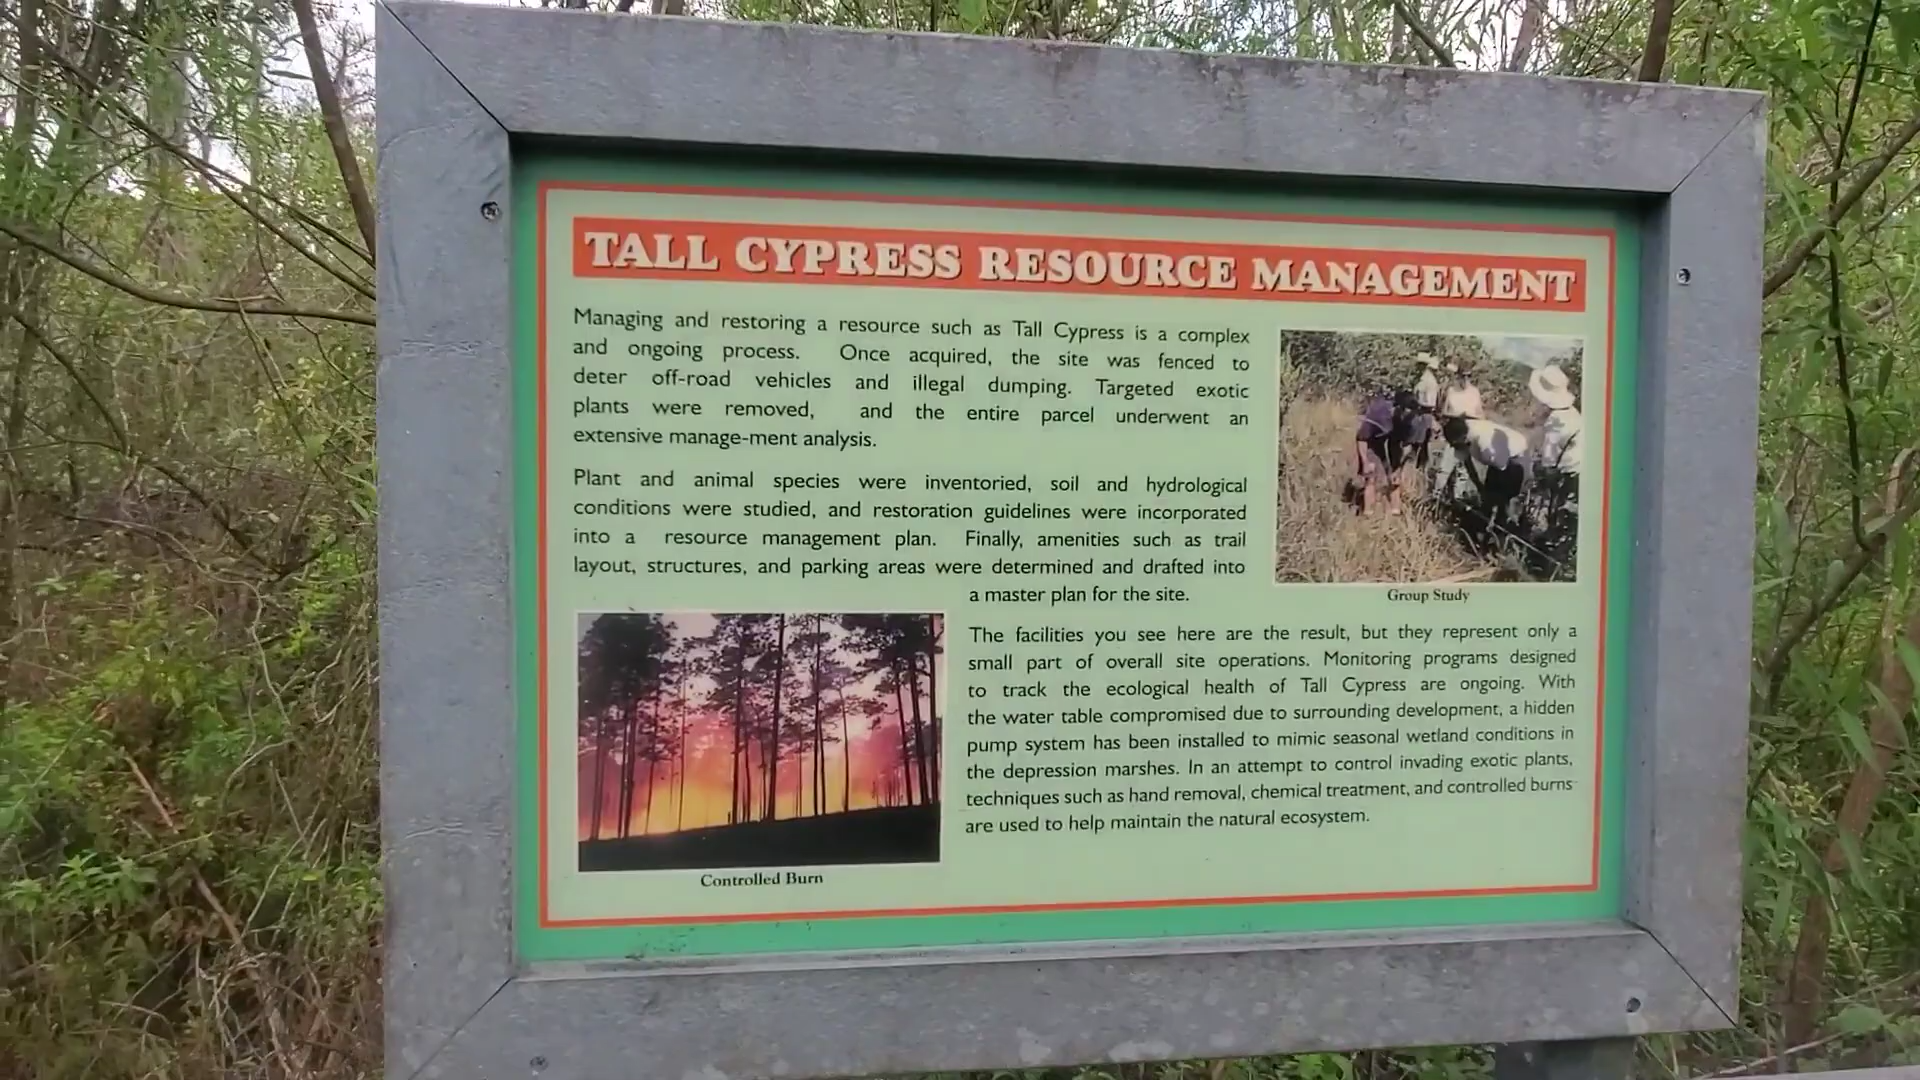 TALL CYPRESS RESOURCE MANAGEMENT
Managing and restoring a resource such as Tall Cypress is a complex
and ongoing process. Once acquired, the site was fenced to
deter off-road vehicles and illegal dumping. Targeted exotic
plants were removed, and the entire parcel underwent an
extensive manage-ment analysis.
Plant and animal species were inventoried, soil and hydrological
conditions were studied, and restoration guidelines were incorporated
into a resource management plan. Finally, amenities such as trail
layout, structures, and parking areas were determined and drafted into
a master plan for the site.
Group Study
The facilities you see here are the result, but they represent only a
small part of overall site operations. Monitoring programs designed
to track the ecological health of Tall Cypress are ongoing. With
the water table compromised due to surrounding development, a hidden
pump system has been installed to mimic seasonal wetland conditions in
the depression marshes. In an attempt to control invading exotic plants,
techniques such as hand removal, chemical treatment, and controlled burns
are used to help maintain the natural ecosystem.
Controlled Burn